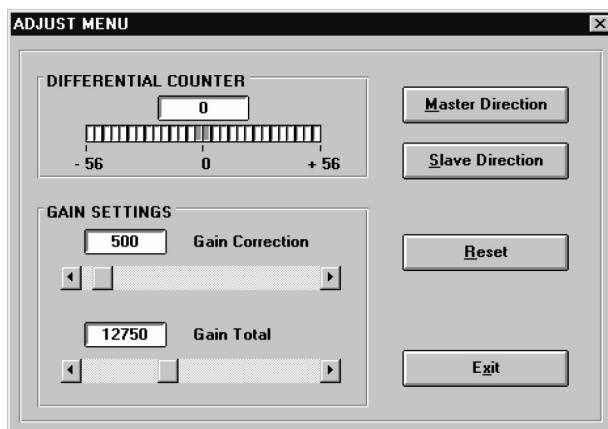 ADJUST MENU
DIFFERENTIAL COUNTER
0
- 56 0 + 56
GAIN SETTINGS
500 Gain Correction
12750 Gain Total
Master Direction
Slave Direction
Reset
Exit